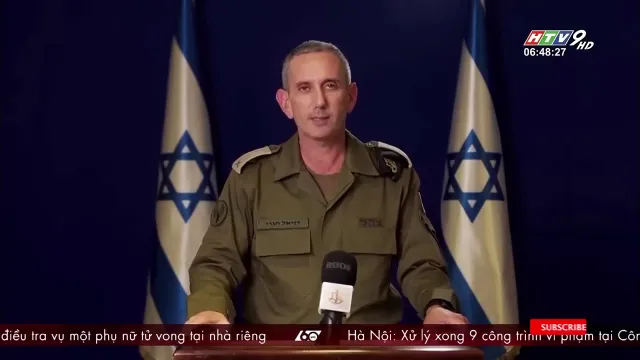 HTV9 HD
06:48:27
SUBSCRIBE
điều tra vụ một phụ nữ tử vong tại nhà riêng 60 Hà Nội: Xử lý xong 9 công trình vi phạm tại Côn